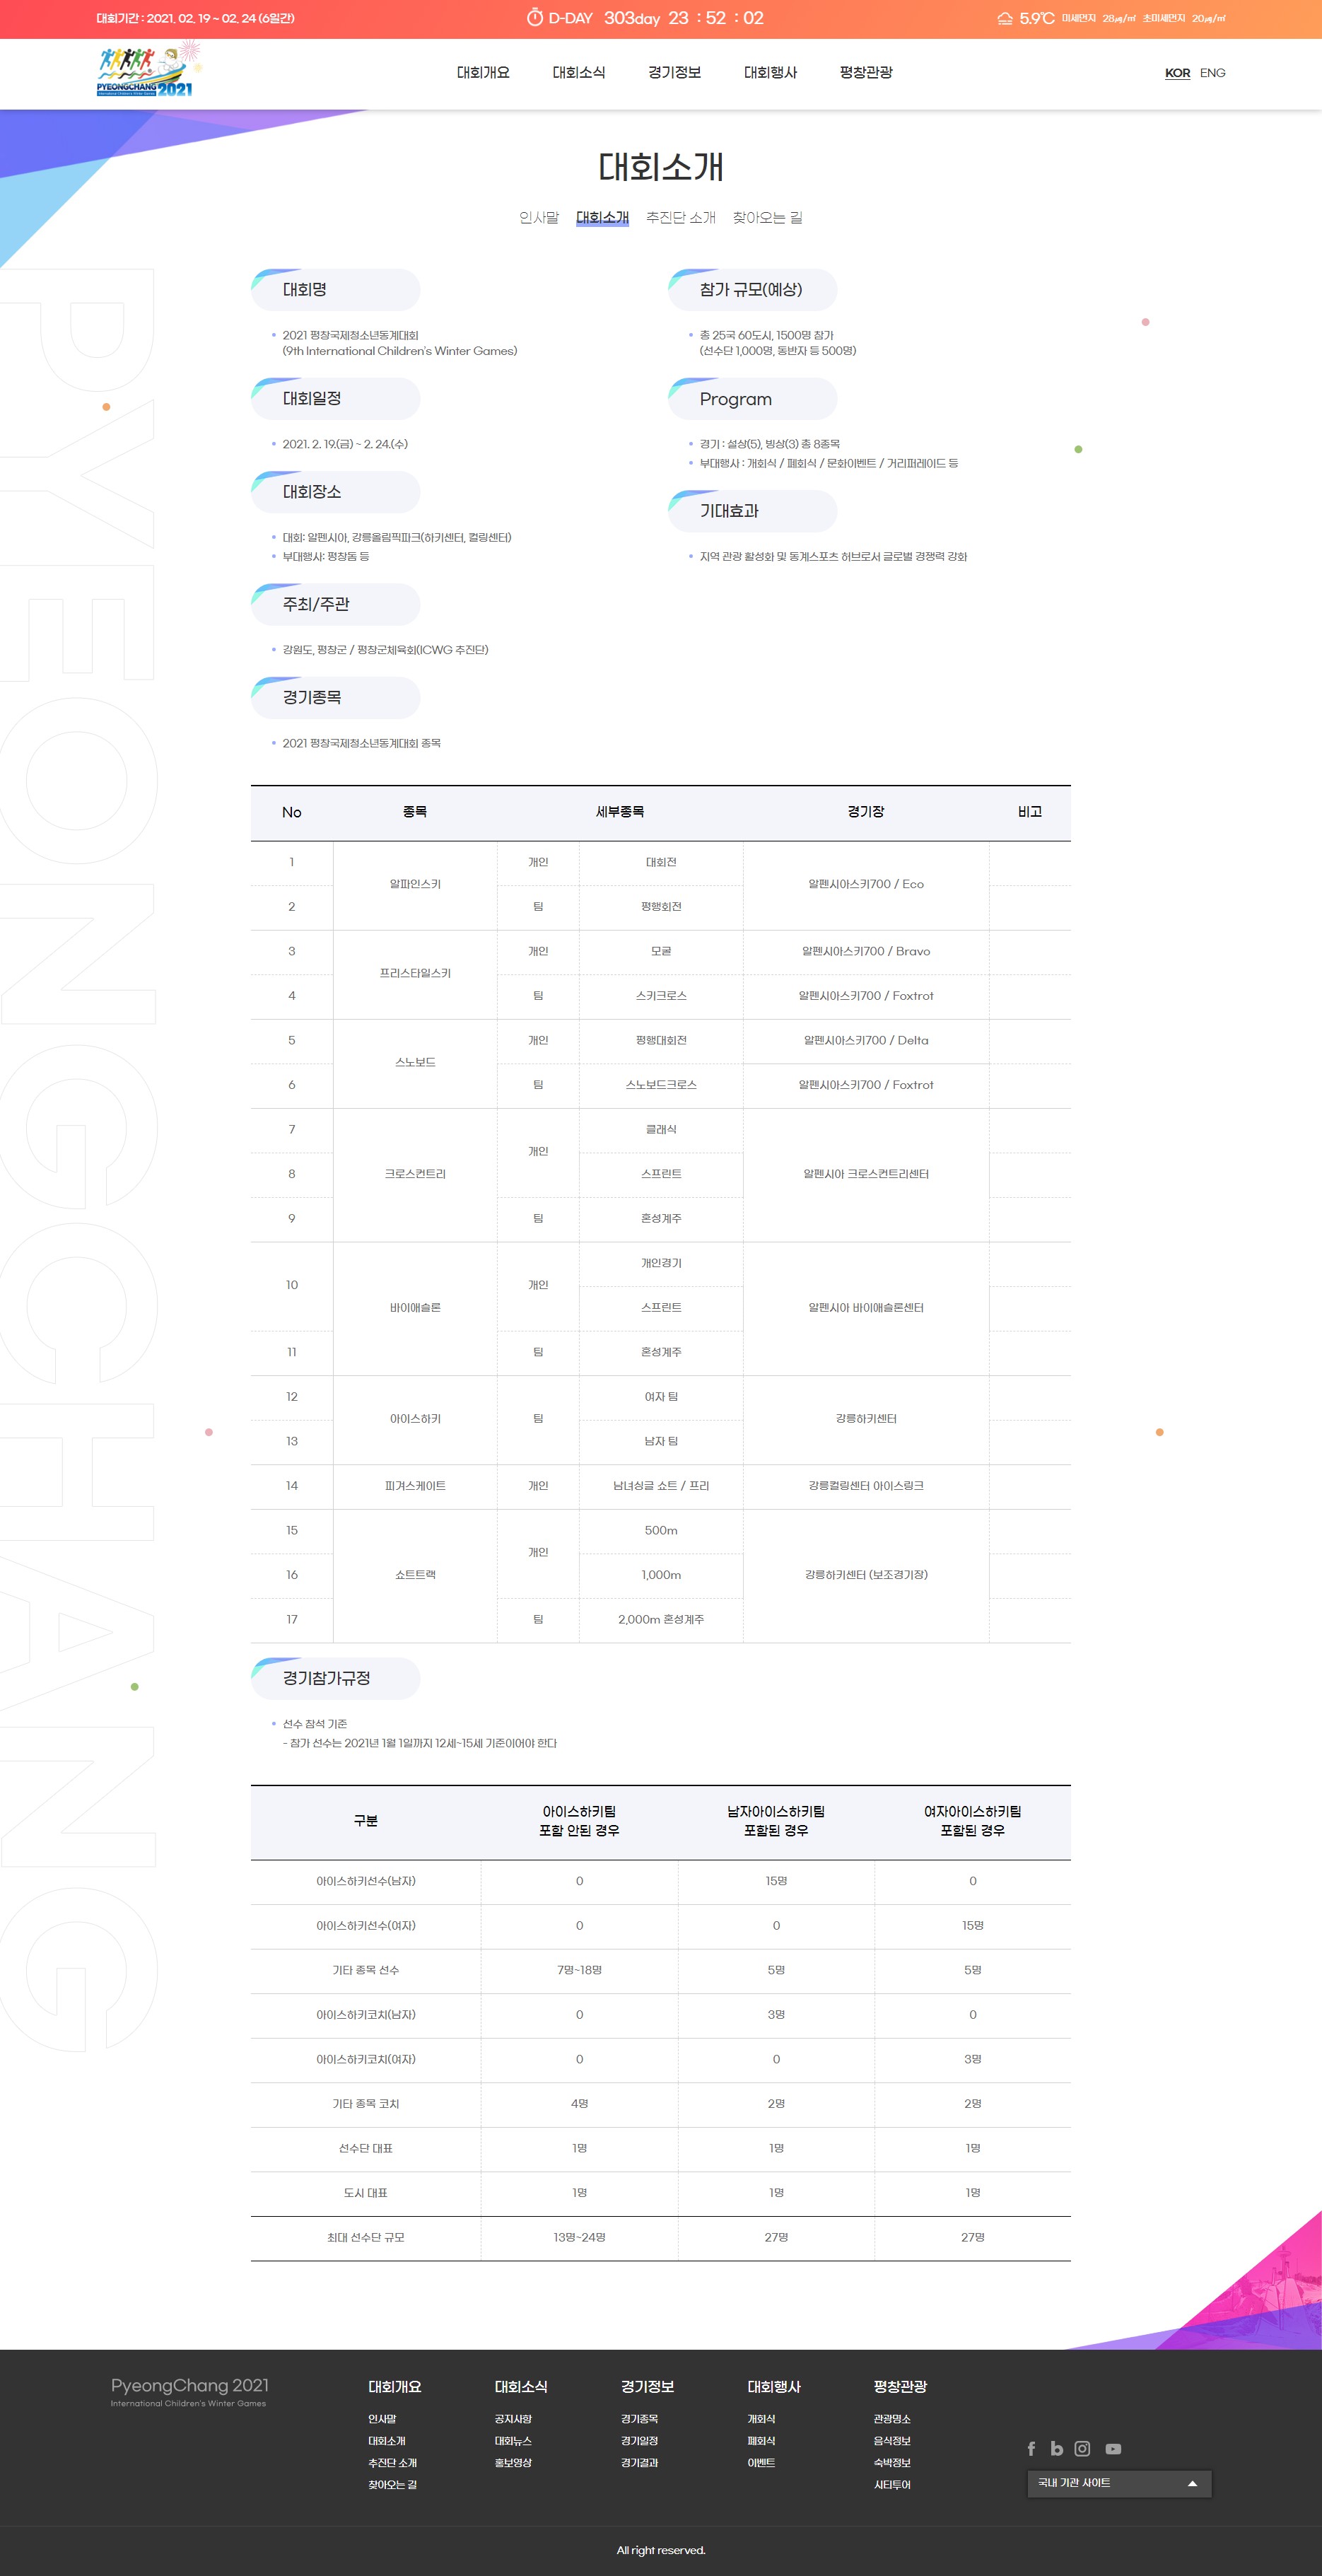 대회기간 : 2021. 02. 19 ~ 02. 24 (6일간)
D-DAY 303day 23 : 52 : 02
5.9℃ 미세먼지 28㎍/㎥ 초미세먼지 20㎍/㎥
PYEONGCHANG 2021
International Children's Winter Games
대회개요 대회소식 경기정보 대회행사 평창관광
KOR ENG
대회소개
인사말 대회소개 추진단 소개 찾아오는 길
PYEONGCHANG
대회명
2021 평창국제청소년동계대회
(9th International Children's Winter Games)
대회일정
2021. 2. 19.(금) ~ 2. 24.(수)
대회장소
대회: 알펜시아, 강릉올림픽파크(하키센터, 컬링센터)
부대행사: 평창돔 등
주최/주관
강원도, 평창군 / 평창군체육회(ICWG 추진단)
경기종목
2021 평창국제청소년동계대회 종목
참가 규모(예상)
총 25국 60도시, 1500명 참가
(선수단 1,000명, 동반자 등 500명)
Program
경기 : 설상(5), 빙상(3) 총 8종목
부대행사 : 개회식 / 폐회식 / 문화이벤트 / 거리퍼레이드 등
기대효과
지역 관광 활성화 및 동계스포츠 허브로서 글로벌 경쟁력 강화
No 종목 세부종목 경기장 비고
1 알파인스키 개인 대회전 알펜시아스키700 / Eco
2 팀 평행회전
3 프리스타일스키 개인 모굴 알펜시아스키700 / Bravo
4 팀 스키크로스 알펜시아스키700 / Foxtrot
5 스노보드 개인 평행대회전 알펜시아스키700 / Delta
6 팀 스노보드크로스 알펜시아스키700 / Foxtrot
7 크로스컨트리 개인 클래식 알펜시아 크로스컨트리센터
8 스프린트
9 팀 혼성계주
10 바이애슬론 개인 개인경기 알펜시아 바이애슬론센터
스프린트
11 팀 혼성계주
12 아이스하키 팀 여자 팀 강릉하키센터
13 남자 팀
14 피겨스케이트 개인 남녀싱글 쇼트 / 프리 강릉컬링센터 아이스링크
15 쇼트트랙 개인 500m 강릉하키센터 (보조경기장)
16 1,000m
17 팀 2,000m 혼성계주
경기참가규정
선수 참석 기준
- 참가 선수는 2021년 1월 1일까지 12세~15세 기준이어야 한다
구분 아이스하키팀 포함 안된 경우 남자아이스하키팀 포함된 경우 여자아이스하키팀 포함된 경우
아이스하키선수(남자) 0 15명 0
아이스하키선수(여자) 0 0 15명
기타 종목 선수 7명~18명 5명 5명
아이스하키코치(남자) 0 3명 0
아이스하키코치(여자) 0 0 3명
기타 종목 코치 4명 2명 2명
선수단 대표 1명 1명 1명
도시 대표 1명 1명 1명
최대 선수단 규모 13명~24명 27명 27명
PyeongChang 2021
International Children's Winter Games
대회개요 대회소식 경기정보 대회행사 평창관광
인사말 공지사항 경기종목 개회식 관광명소
대회소개 대회뉴스 경기일정 폐회식 음식정보
추진단 소개 홍보영상 경기결과 이벤트 숙박정보
찾아오는 길 시티투어
국내 기관 사이트
All right reserved.